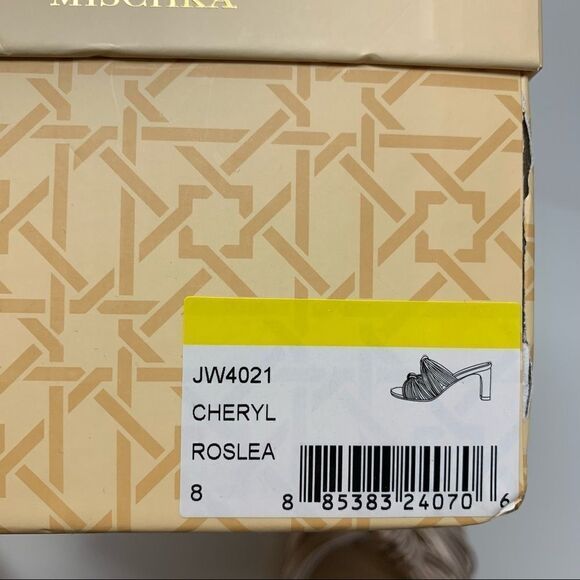 MISCHKA
JW4021
CHERYL
ROSLEA
8
8 85383 24070 6